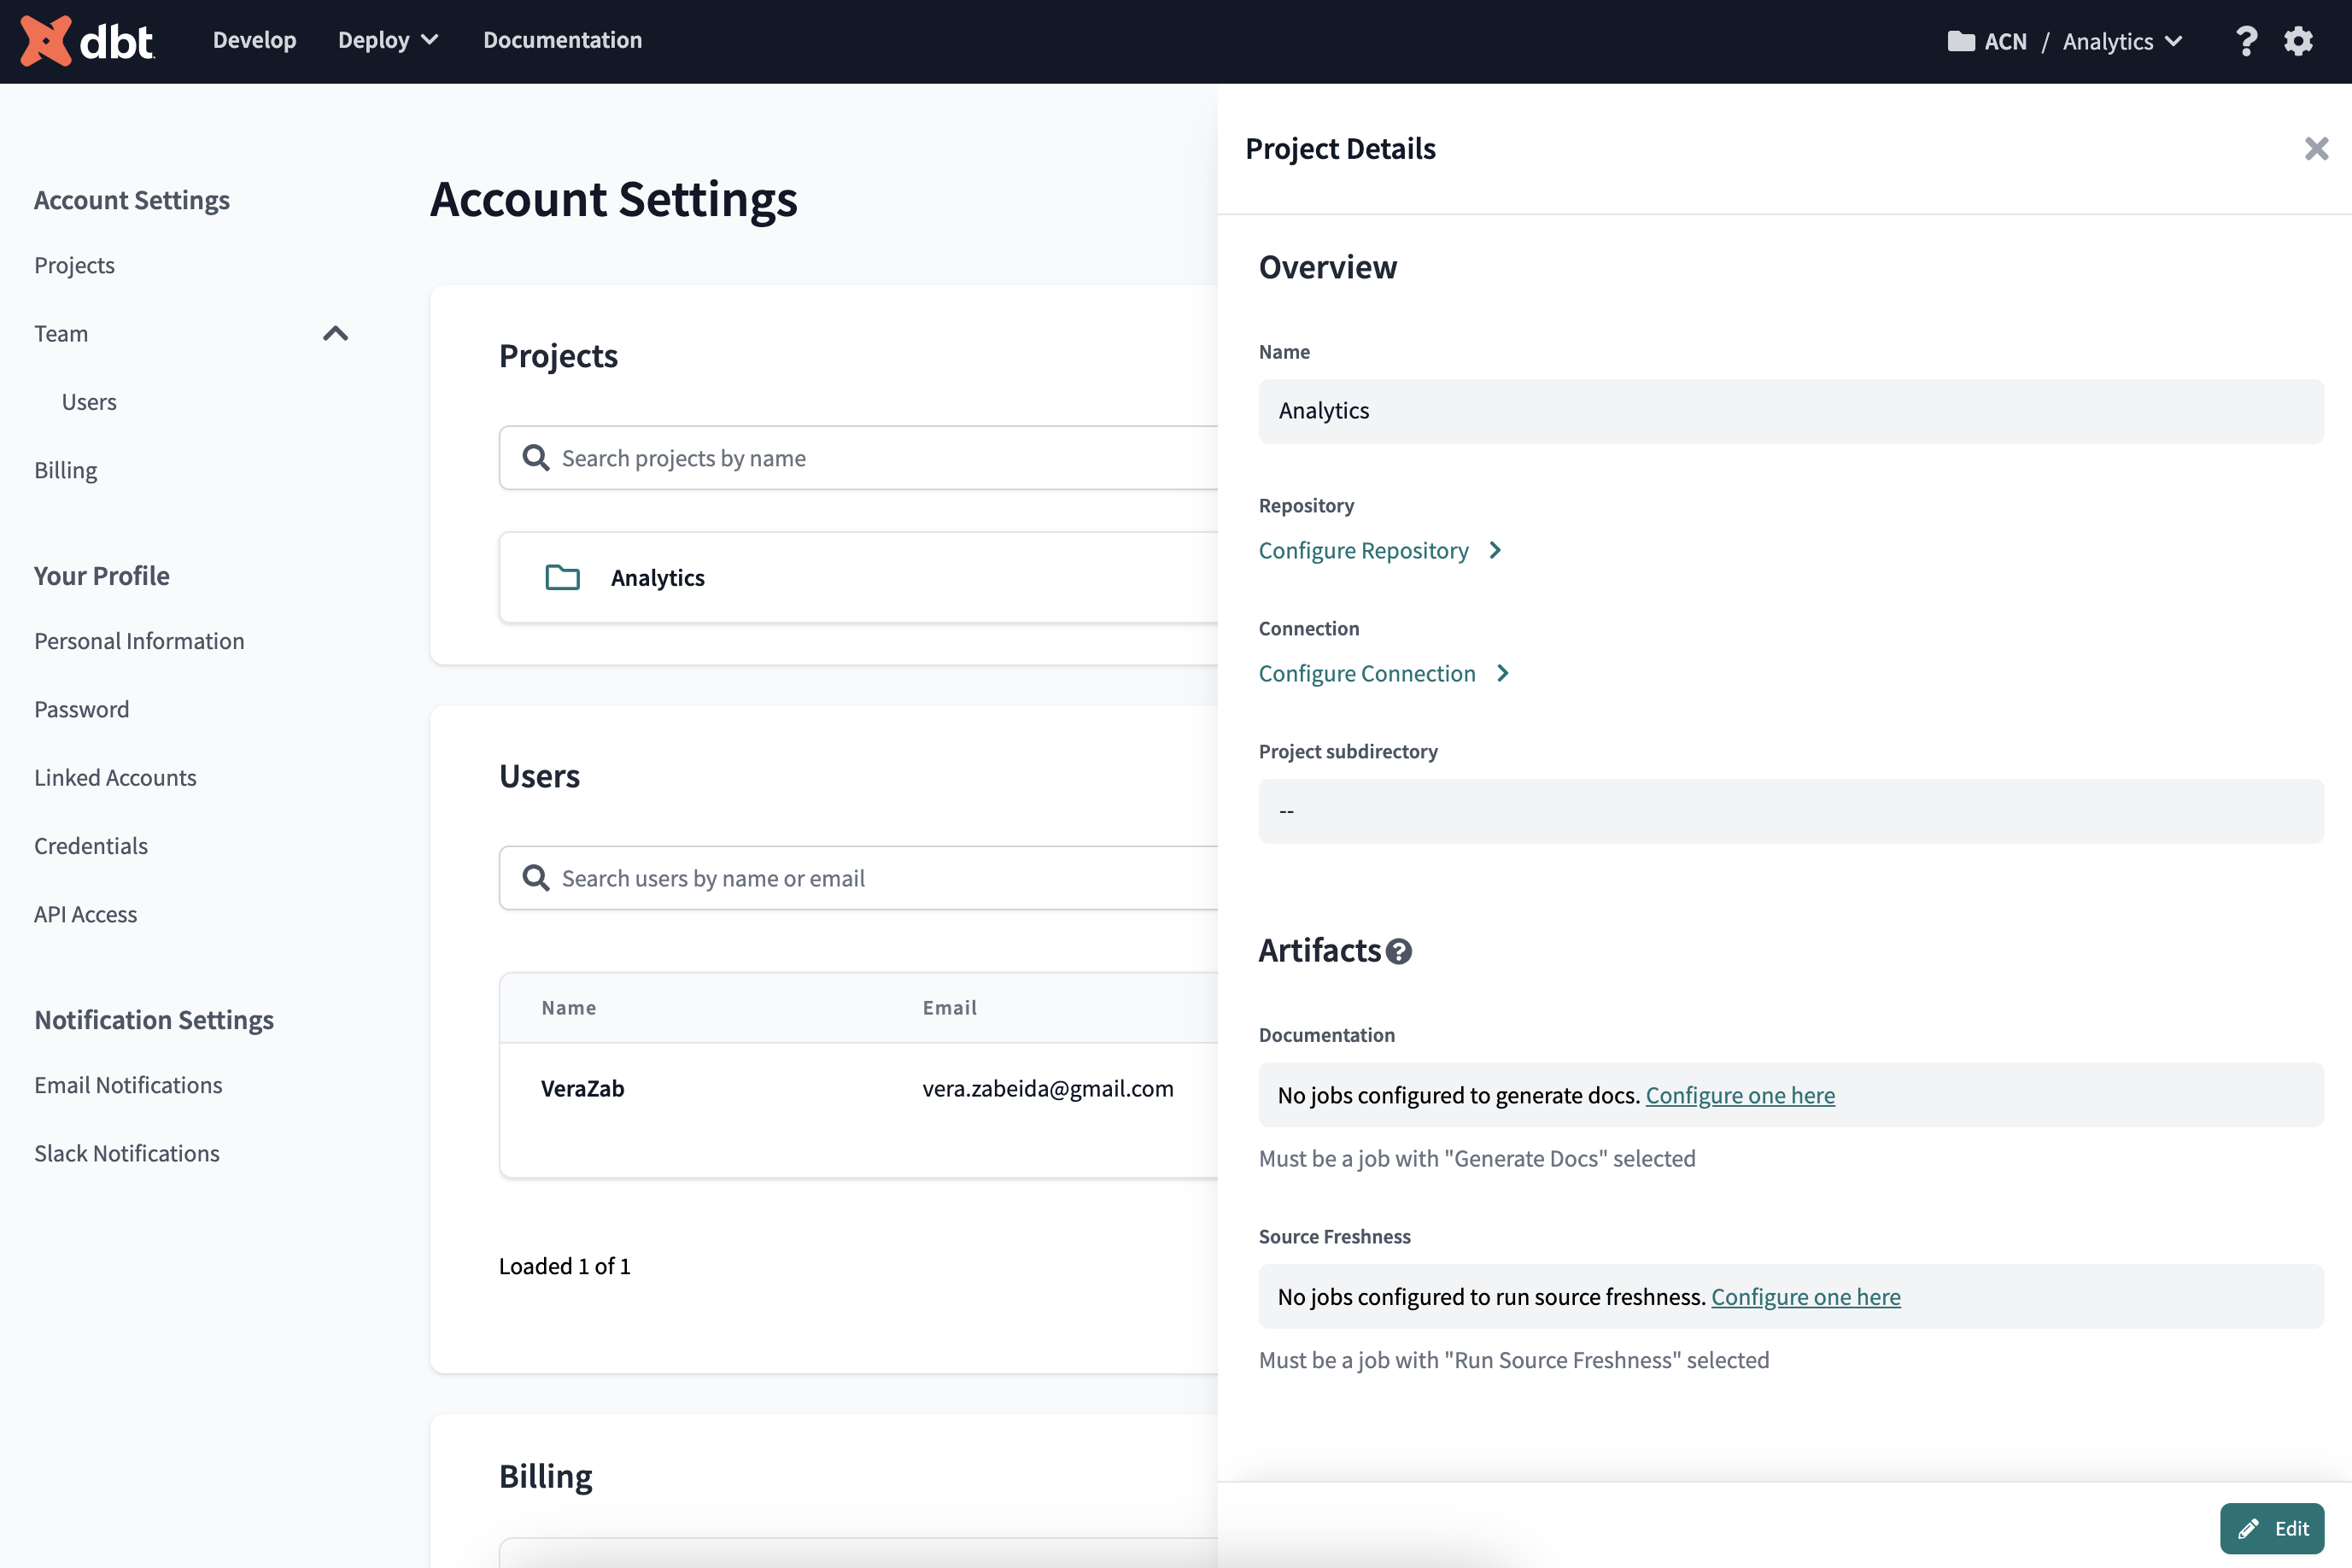 dbt
Develop
Deploy
Documentation
ACN / Analytics
Account Settings
Projects
Team
Users
Billing
Your Profile
Personal Information
Password
Linked Accounts
Credentials
API Access
Notification Settings
Email Notifications
Slack Notifications
Account Settings
Projects
Search projects by name
Analytics
Users
Search users by name or email
Name Email
VeraZab vera.zabeida@gmail.com
Loaded 1 of 1
Billing
Project Details
Overview
Name
Analytics
Repository
Configure Repository
Connection
Configure Connection
Project subdirectory
--
Artifacts
Documentation
No jobs configured to generate docs. Configure one here
Must be a job with "Generate Docs" selected
Source Freshness
No jobs configured to run source freshness. Configure one here
Must be a job with "Run Source Freshness" selected
Edit